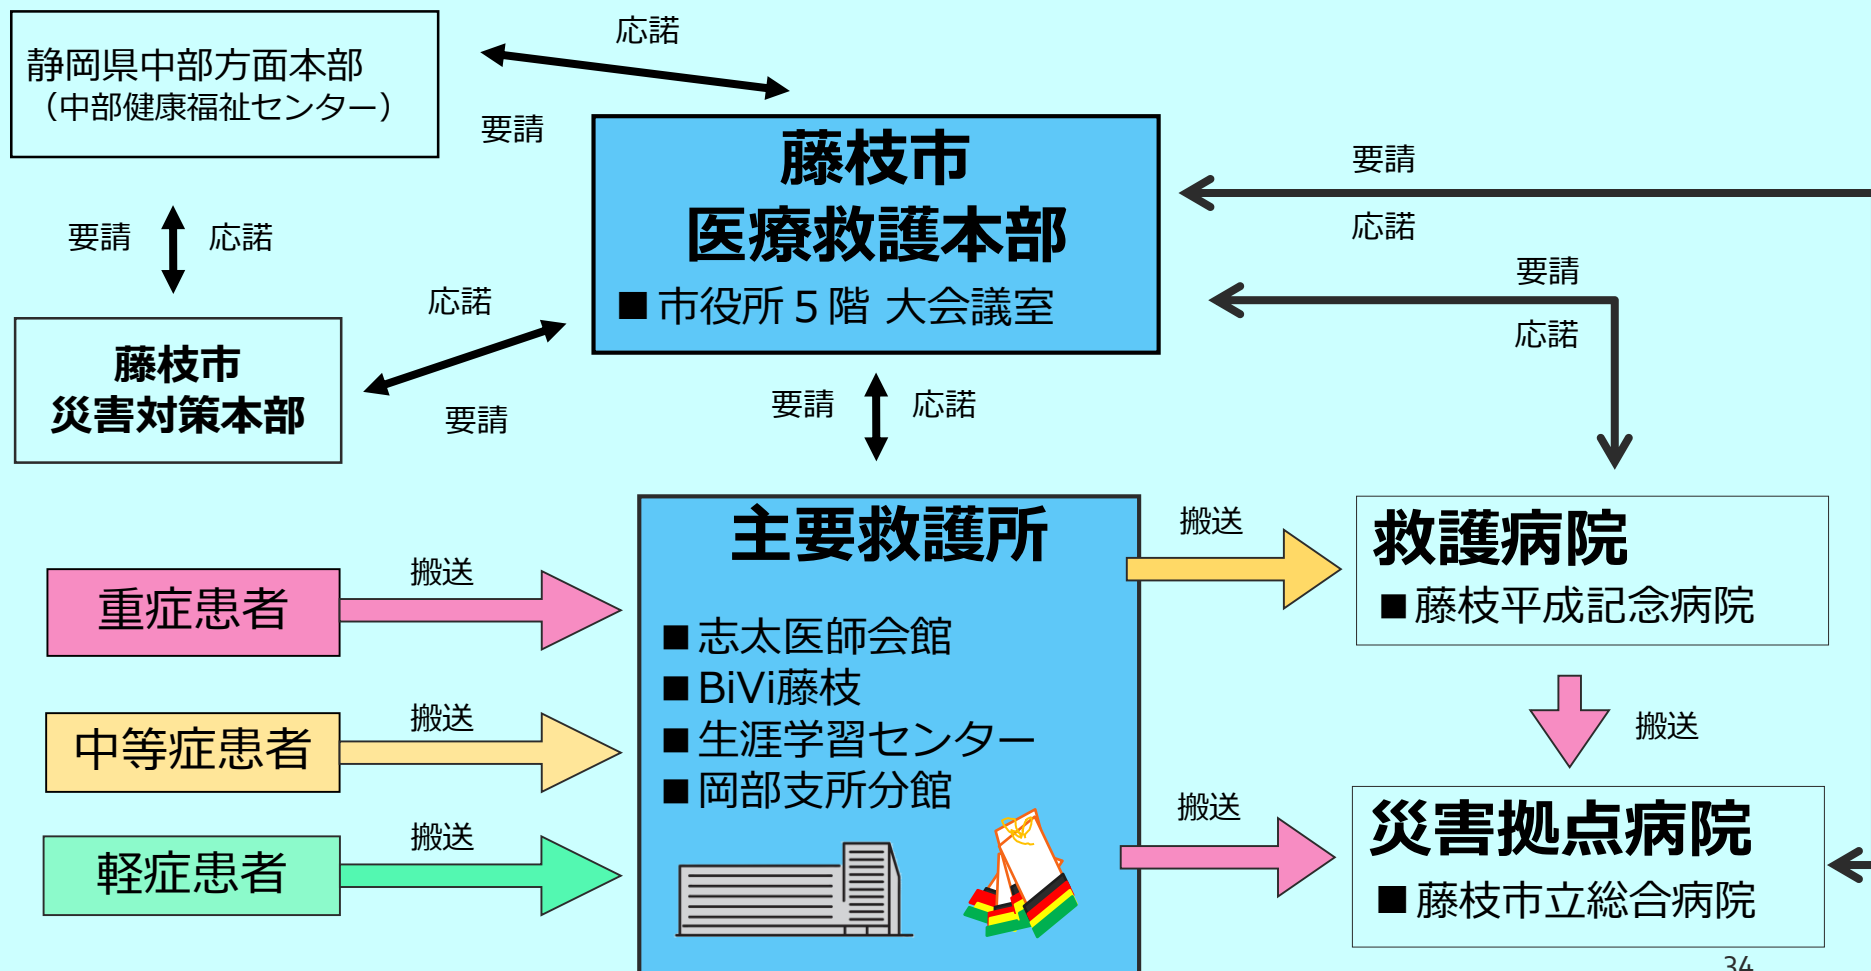 静岡県中部方面本部
（中部健康福祉センター）
応諾
要請
藤枝市
医療救護本部
■市役所５階 大会議室
要請
応諾
要請
応諾
要請
応諾
藤枝市
災害対策本部
応諾
要請
要請
応諾
重症患者
搬送
中等症患者
搬送
軽症患者
搬送
主要救護所
■志太医師会館
■BiVi藤枝
■生涯学習センター
■岡部支所分館
搬送
救護病院
■藤枝平成記念病院
搬送
搬送
災害拠点病院
■藤枝市立総合病院
34